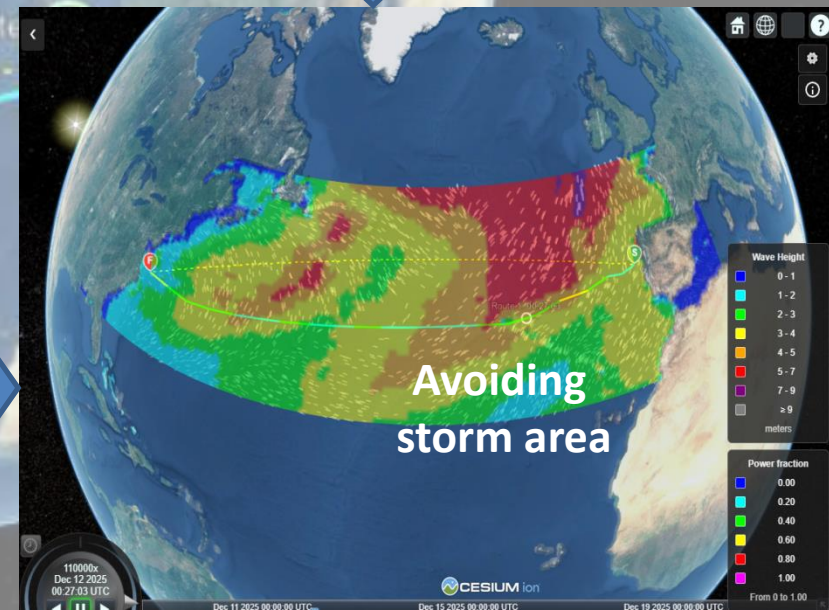 ?
F
S
Avoiding
storm area
Wave Height
0 - 1
1 - 2
2 - 3
3 - 4
4 - 5
5 - 7
7 - 9
≥ 9
meters
Power fraction
0.00
0.20
0.40
0.60
0.80
1.00
From 0 to 1.00
110000x
Dec 12 2025
00:27:03 UTC
CESIUM ion
Dec 11 2025 00:00:00 UTC
Dec 15 2025 00:00:00 UTC
Dec 19 2025 00:00:00 UTC